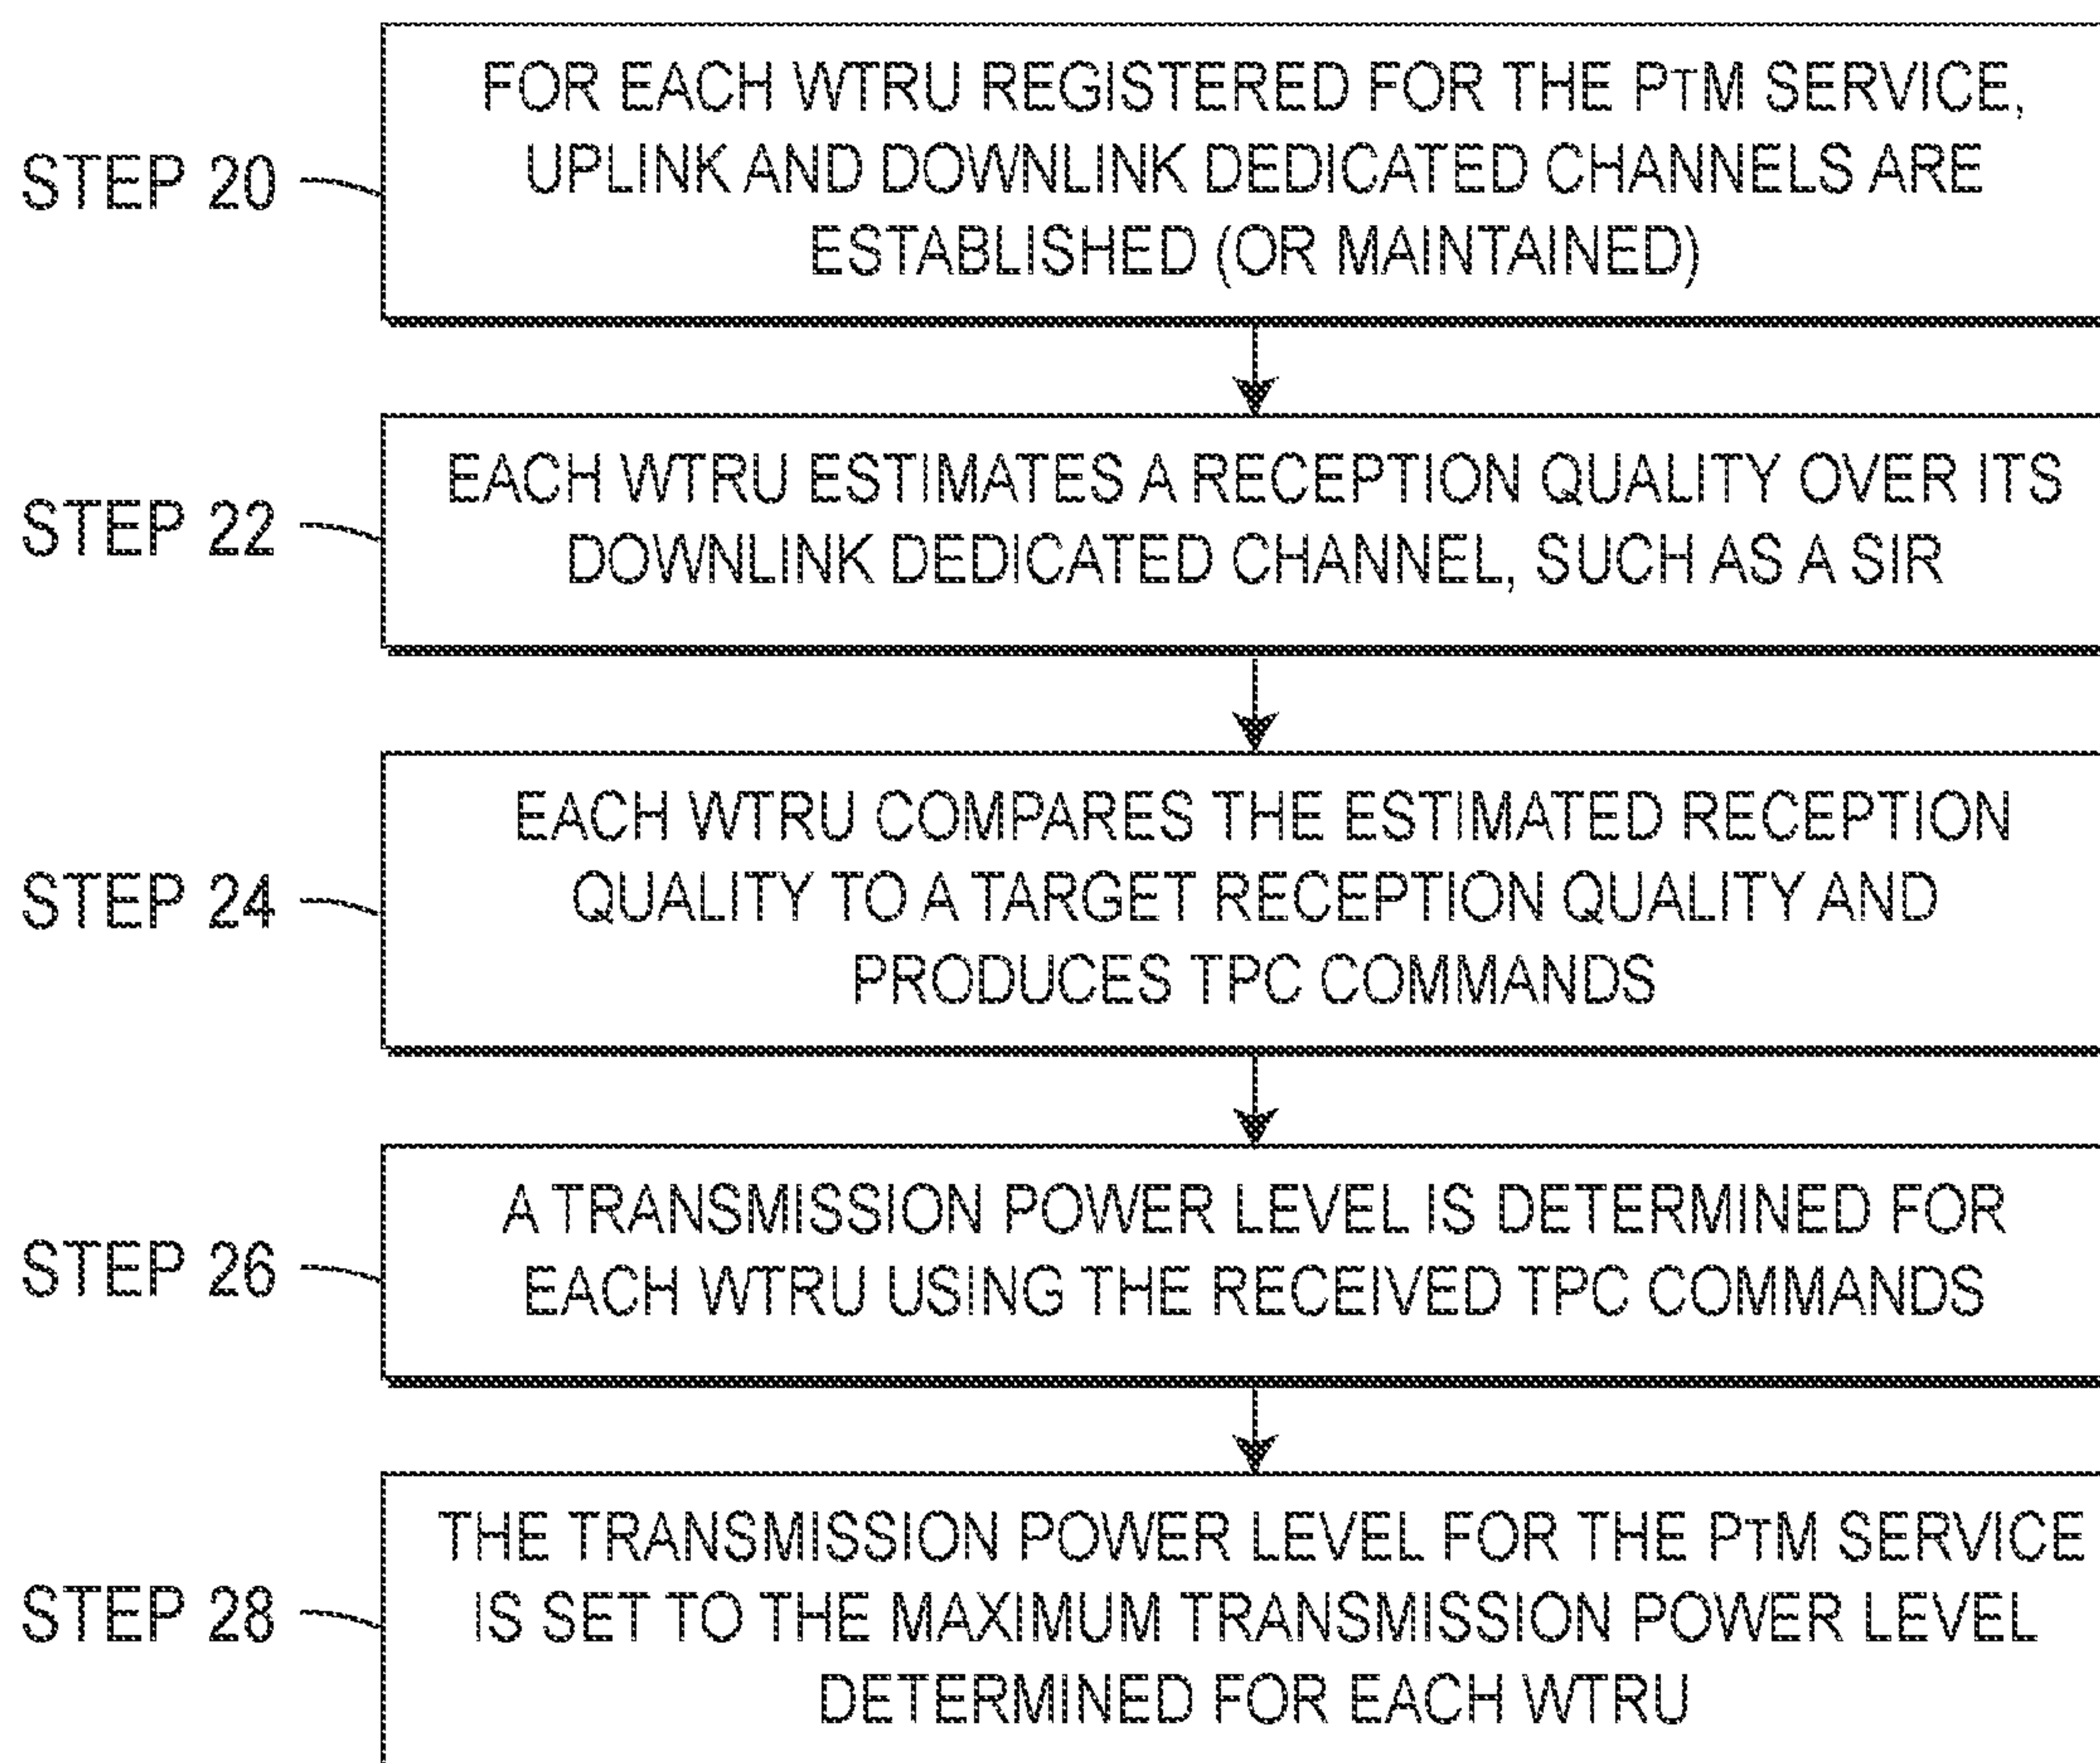 FOR EACH WTRU REGISTERED FOR THE PTM SERVICE,
UPLINK AND DOWNLINK DEDICATED CHANNELS ARE
ESTABLISHED (OR MAINTAINED)
STEP 20
EACH WTRU ESTIMATES A RECEPTION QUALITY OVER ITS
DOWNLINK DEDICATED CHANNEL, SUCH AS A SIR
STEP 22
EACH WTRU COMPARES THE ESTIMATED RECEPTION
QUALITY TO A TARGET RECEPTION QUALITY AND
PRODUCES TPC COMMANDS
STEP 24
A TRANSMISSION POWER LEVEL IS DETERMINED FOR
EACH WTRU USING THE RECEIVED TPC COMMANDS
STEP 26
THE TRANSMISSION POWER LEVEL FOR THE PTM SERVICE
IS SET TO THE MAXIMUM TRANSMISSION POWER LEVEL
DETERMINED FOR EACH WTRU
STEP 28